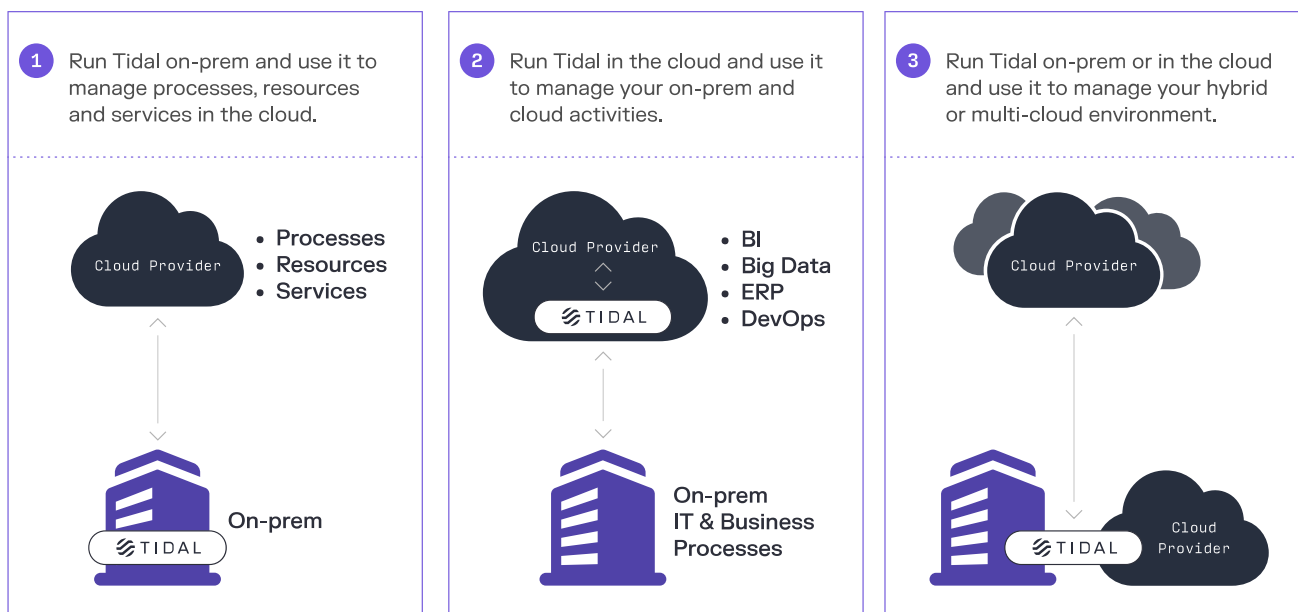 1
Run Tidal on-prem and use it to
manage processes, resources
and services in the cloud.
Cloud Provider
• Processes
• Resources
• Services
On-prem
TIDAL
2
Run Tidal in the cloud and use it
to manage your on-prem and
cloud activities.
Cloud Provider
TIDAL
• BI
• Big Data
• ERP
• DevOps
On-prem
IT & Business
Processes
3
Run Tidal on-prem or in the cloud
and use it to manage your hybrid
or multi-cloud environment.
Cloud Provider
TIDAL
Cloud
Provider